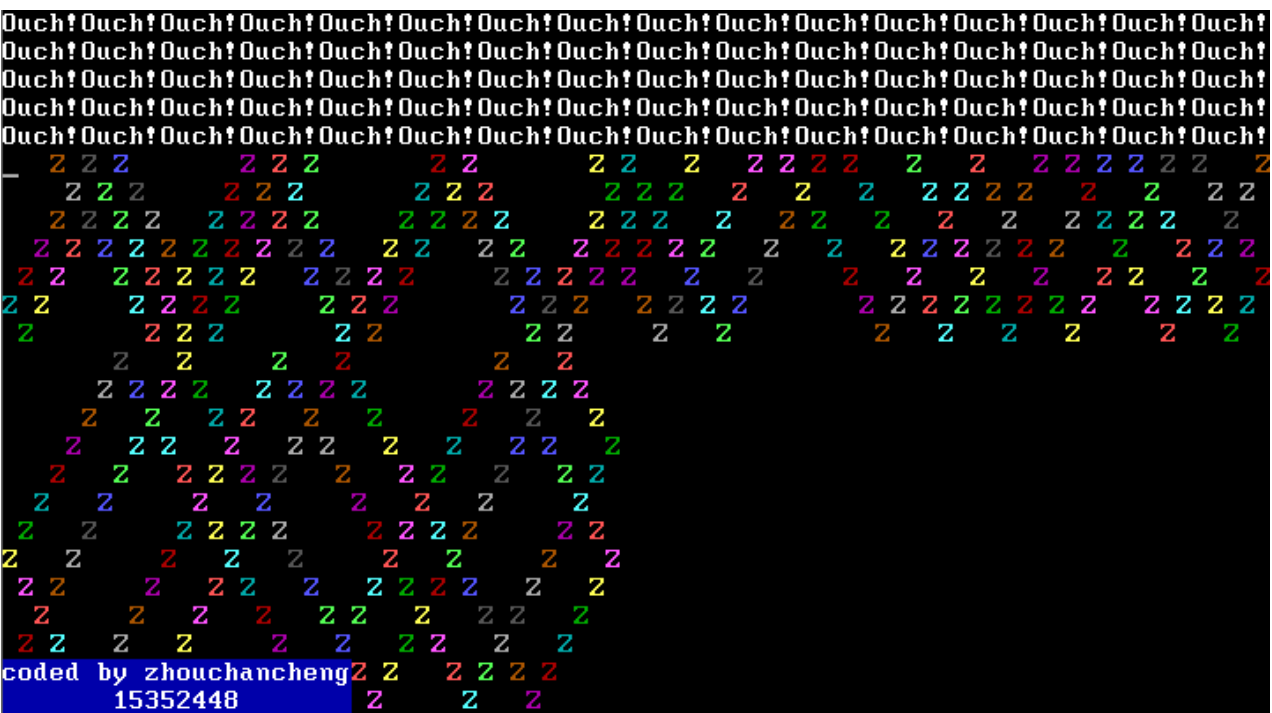 Ouch!Ouch!Ouch!Ouch!Ouch!Ouch!Ouch!Ouch!Ouch!Ouch!Ouch!Ouch!Ouch!Ouch!Ouch!Ouch!
Ouch!Ouch!Ouch!Ouch!Ouch!Ouch!Ouch!Ouch!Ouch!Ouch!Ouch!Ouch!Ouch!Ouch!Ouch!Ouch!
Ouch!Ouch!Ouch!Ouch!Ouch!Ouch!Ouch!Ouch!Ouch!Ouch!Ouch!Ouch!Ouch!Ouch!Ouch!Ouch!
Ouch!Ouch!Ouch!Ouch!Ouch!Ouch!Ouch!Ouch!Ouch!Ouch!Ouch!Ouch!Ouch!Ouch!Ouch!Ouch!
Ouch!Ouch!Ouch!Ouch!Ouch!Ouch!Ouch!Ouch!Ouch!Ouch!Ouch!Ouch!Ouch!Ouch!Ouch!Ouch!
_ Z Z Z Z Z Z Z Z Z Z Z Z Z Z Z Z Z Z Z Z Z Z Z Z
Z Z Z Z Z Z Z Z Z Z Z Z Z Z Z Z Z Z Z Z Z Z Z
Z Z Z Z Z Z Z Z Z Z Z Z Z Z Z Z Z Z Z Z Z Z Z Z Z Z
Z Z Z Z Z Z Z Z Z Z Z Z Z Z Z Z Z Z Z Z Z Z Z Z Z Z Z Z Z Z Z
Z Z Z Z Z Z Z Z Z Z Z Z Z Z Z Z Z Z Z Z Z Z Z Z Z Z
Z Z Z Z Z Z Z Z Z Z Z Z Z Z Z Z Z Z Z Z Z Z Z Z Z Z Z Z
Z Z Z Z Z Z Z Z Z Z Z Z Z Z Z Z
Z Z Z Z Z Z
Z Z Z Z Z Z Z Z Z Z Z Z
Z Z Z Z Z Z Z Z Z
Z Z Z Z Z Z Z Z Z Z Z
Z Z Z Z Z Z Z Z Z Z Z Z
Z Z Z Z Z Z Z Z
Z Z Z Z Z Z Z Z Z Z Z Z
Z Z Z Z Z Z Z Z Z
Z Z Z Z Z Z Z Z Z Z Z Z
Z Z Z Z Z Z Z Z Z Z
Z Z Z Z Z Z Z Z Z Z
coded by zhouchancheng Z Z Z Z Z Z
15352448 Z Z Z